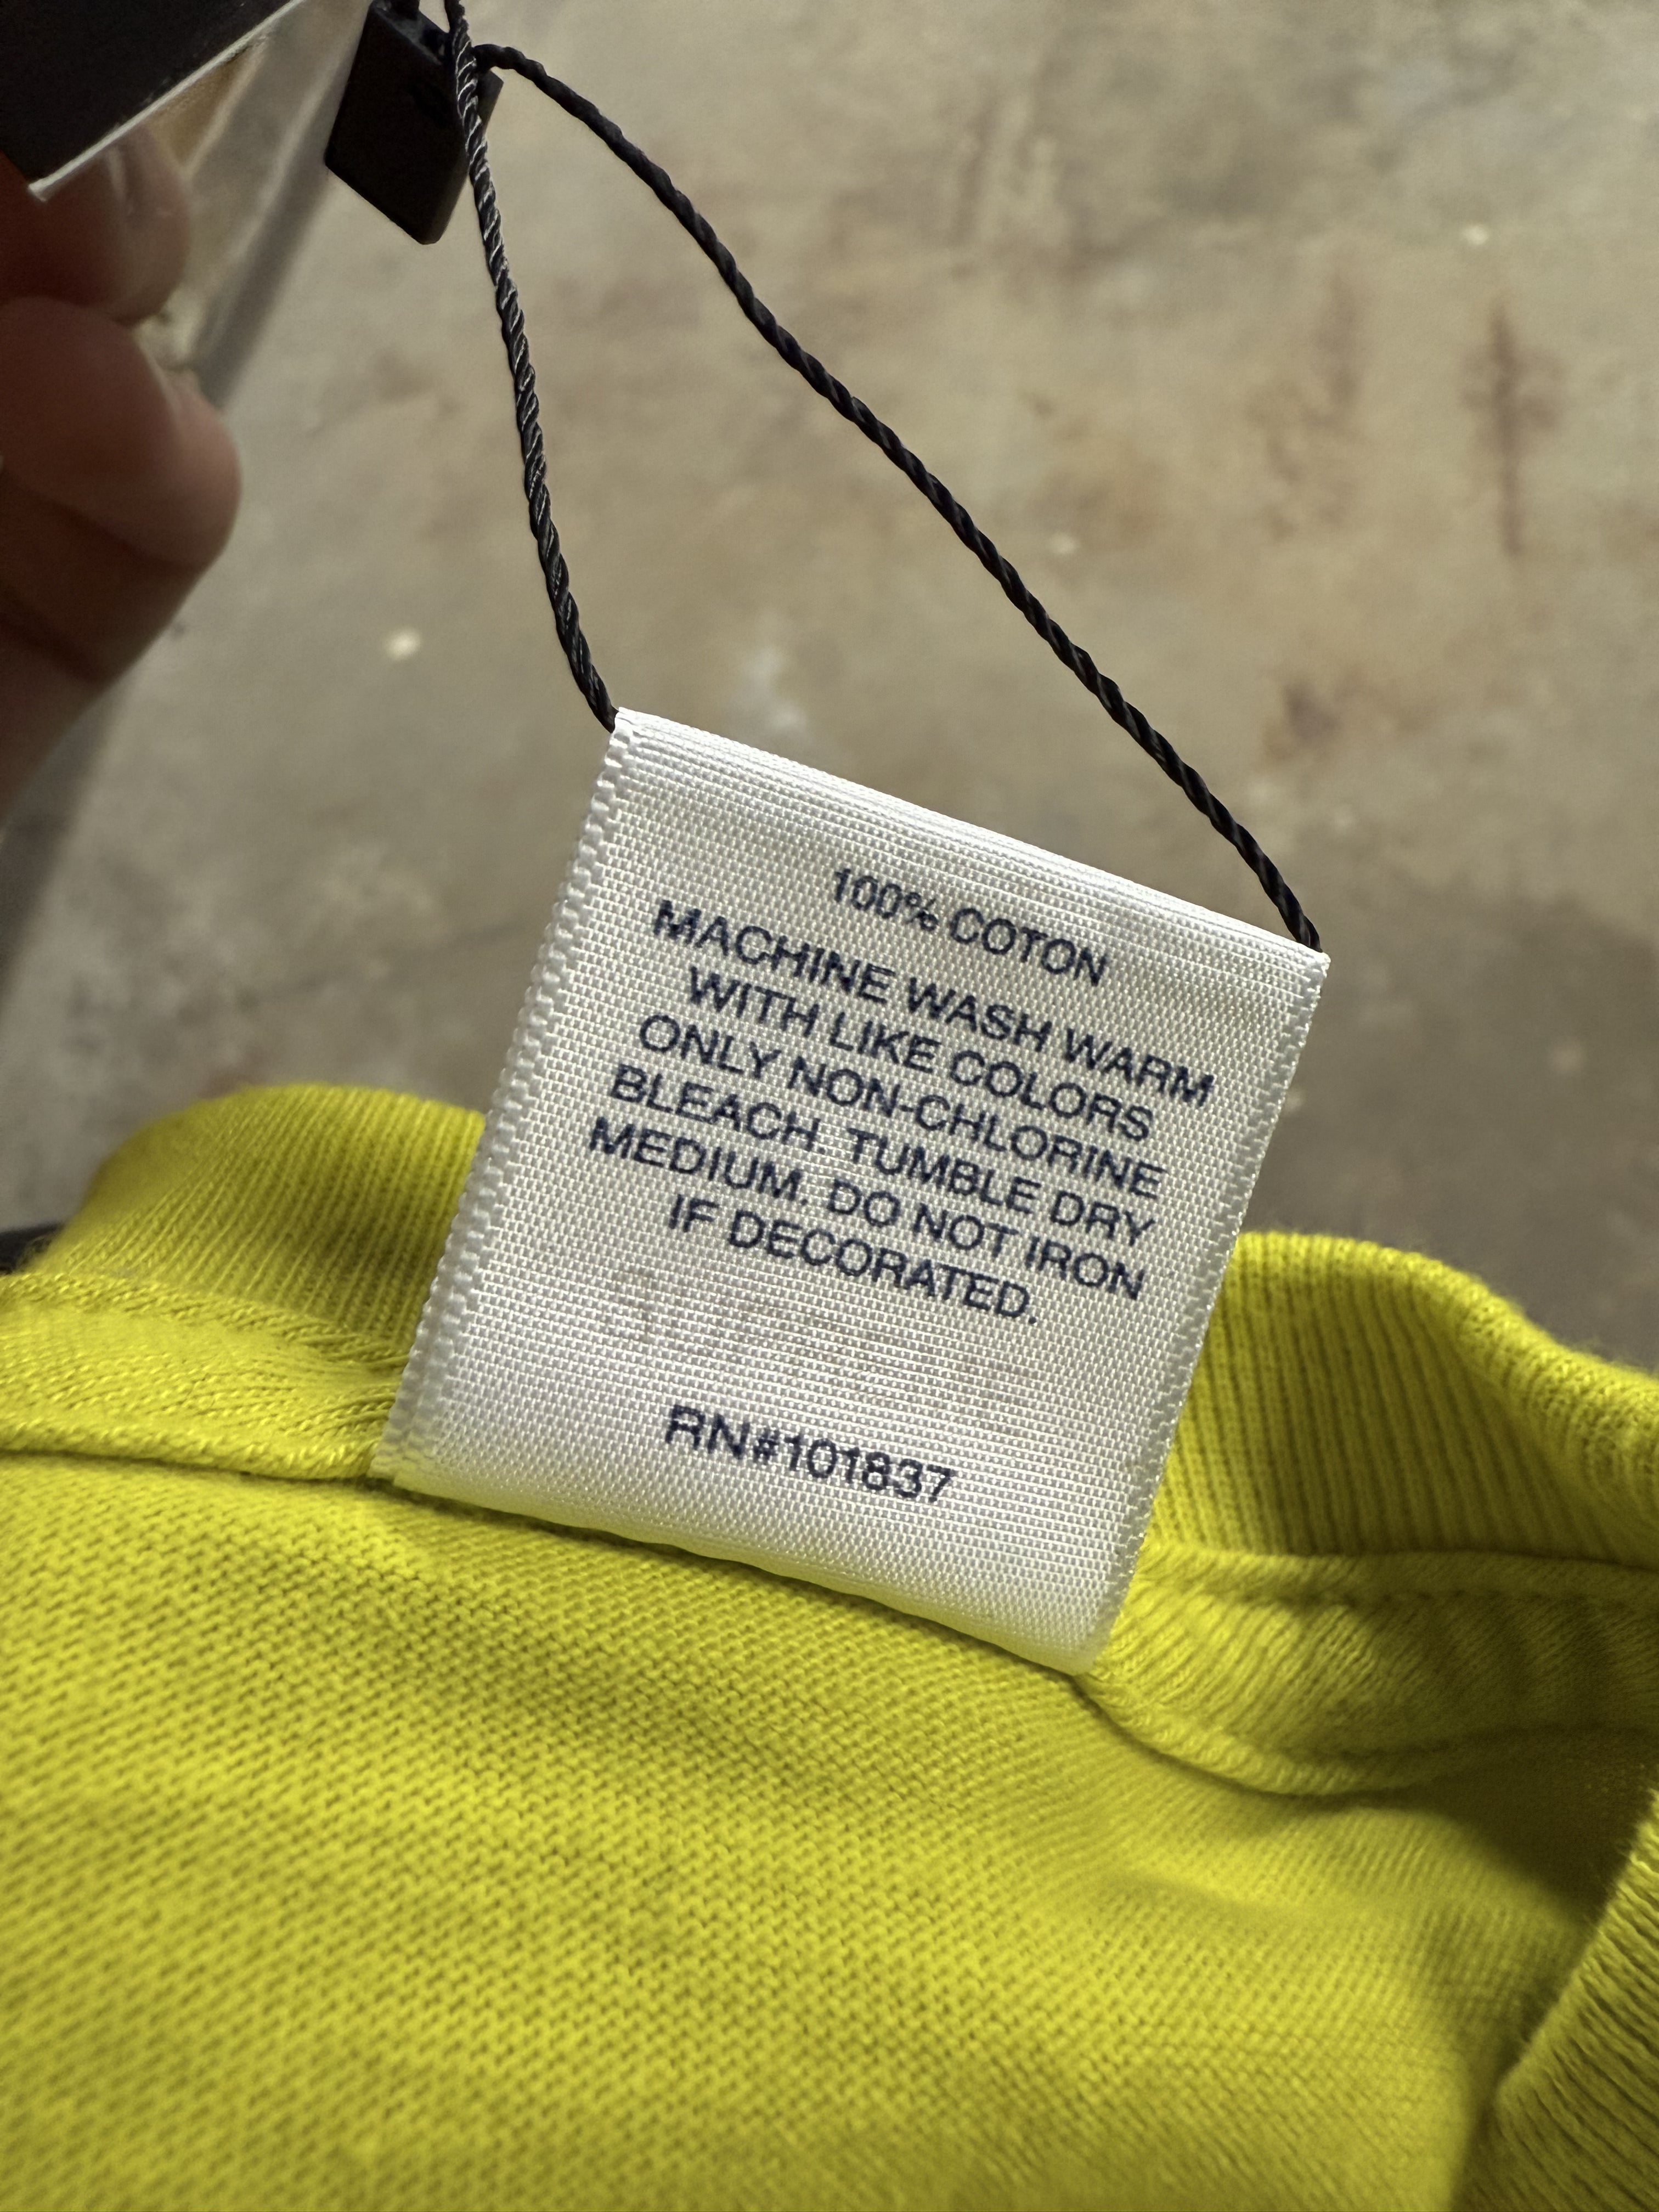 100% COTON
MACHINE WASH WARM
WITH LIKE COLORS
ONLY NON-CHLORINE
BLEACH. TUMBLE DRY
MEDIUM. DO NOT IRON
IF DECORATED.
RN#101837